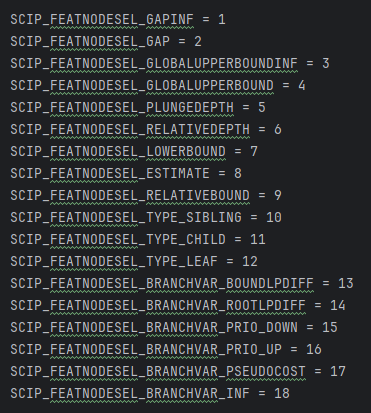 SCIP_FEATNODESEL_GAPINF = 1
SCIP_FEATNODESEL_GAP = 2
SCIP_FEATNODESEL_GLOBALUPPERBOUNDINF = 3
SCIP_FEATNODESEL_GLOBALUPPERBOUND = 4
SCIP_FEATNODESEL_PLUNGEDEPTH = 5
SCIP_FEATNODESEL_RELATIVEDEPTH = 6
SCIP_FEATNODESEL_LOWERBOUND = 7
SCIP_FEATNODESEL_ESTIMATE = 8
SCIP_FEATNODESEL_RELATIVEBOUND = 9
SCIP_FEATNODESEL_TYPE_SIBLING = 10
SCIP_FEATNODESEL_TYPE_CHILD = 11
SCIP_FEATNODESEL_TYPE_LEAF = 12
SCIP_FEATNODESEL_BRANCHVAR_BOUNDLPDIFF = 13
SCIP_FEATNODESEL_BRANCHVAR_ROOTLPDIFF = 14
SCIP_FEATNODESEL_BRANCHVAR_PRIO_DOWN = 15
SCIP_FEATNODESEL_BRANCHVAR_PRIO_UP = 16
SCIP_FEATNODESEL_BRANCHVAR_PSEUDOCOST = 17
SCIP_FEATNODESEL_BRANCHVAR_INF = 18